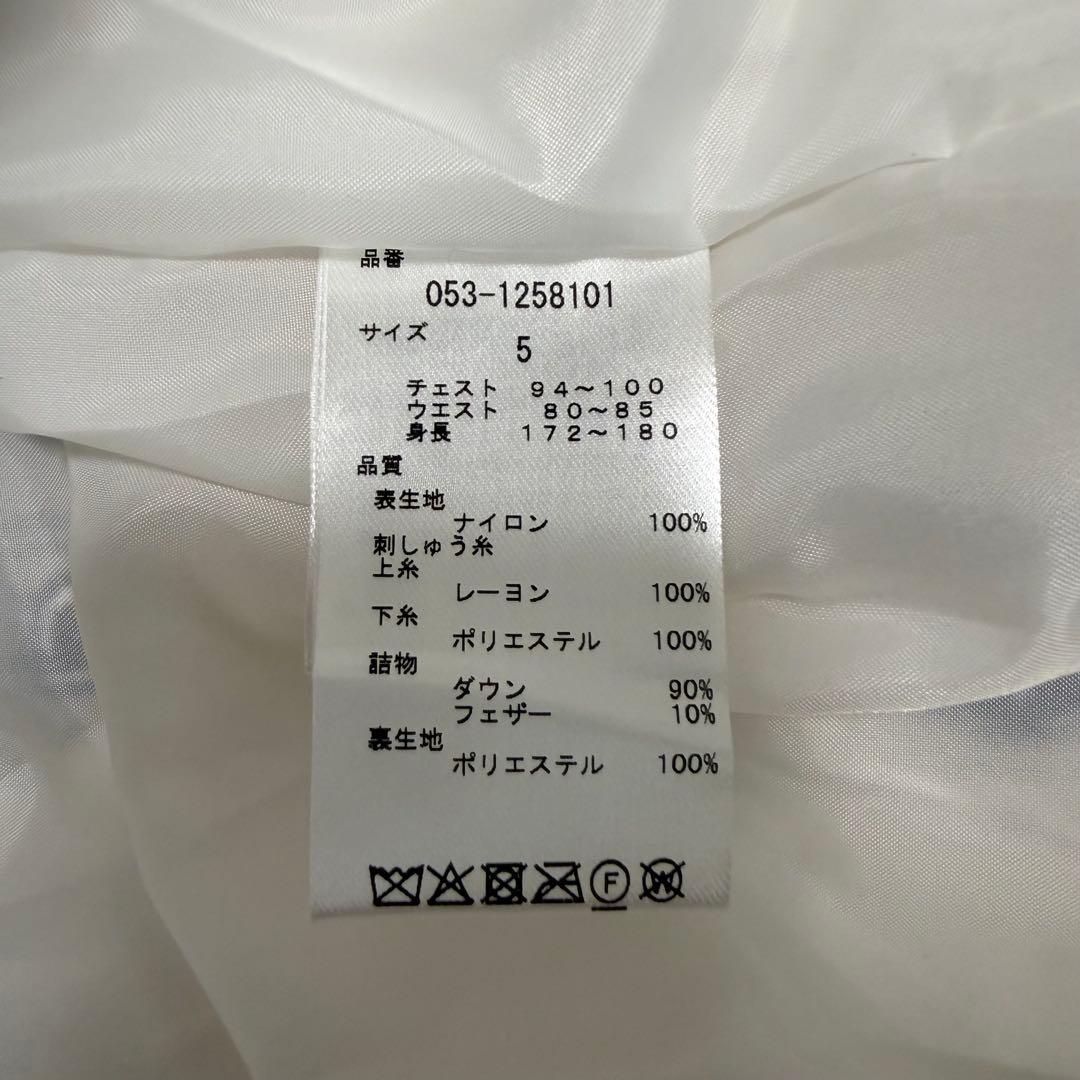 品番
053-1258101
サイズ
5
チェスト 94~100
ウエスト 80~85
身長 172~180
品質
表生地
ナイロン 100%
刺しゅう糸
上糸
レーヨン 100%
下糸
ポリエステル 100%
詰物
ダウン 90%
フェザー 10%
裏生地
ポリエステル 100%
F W